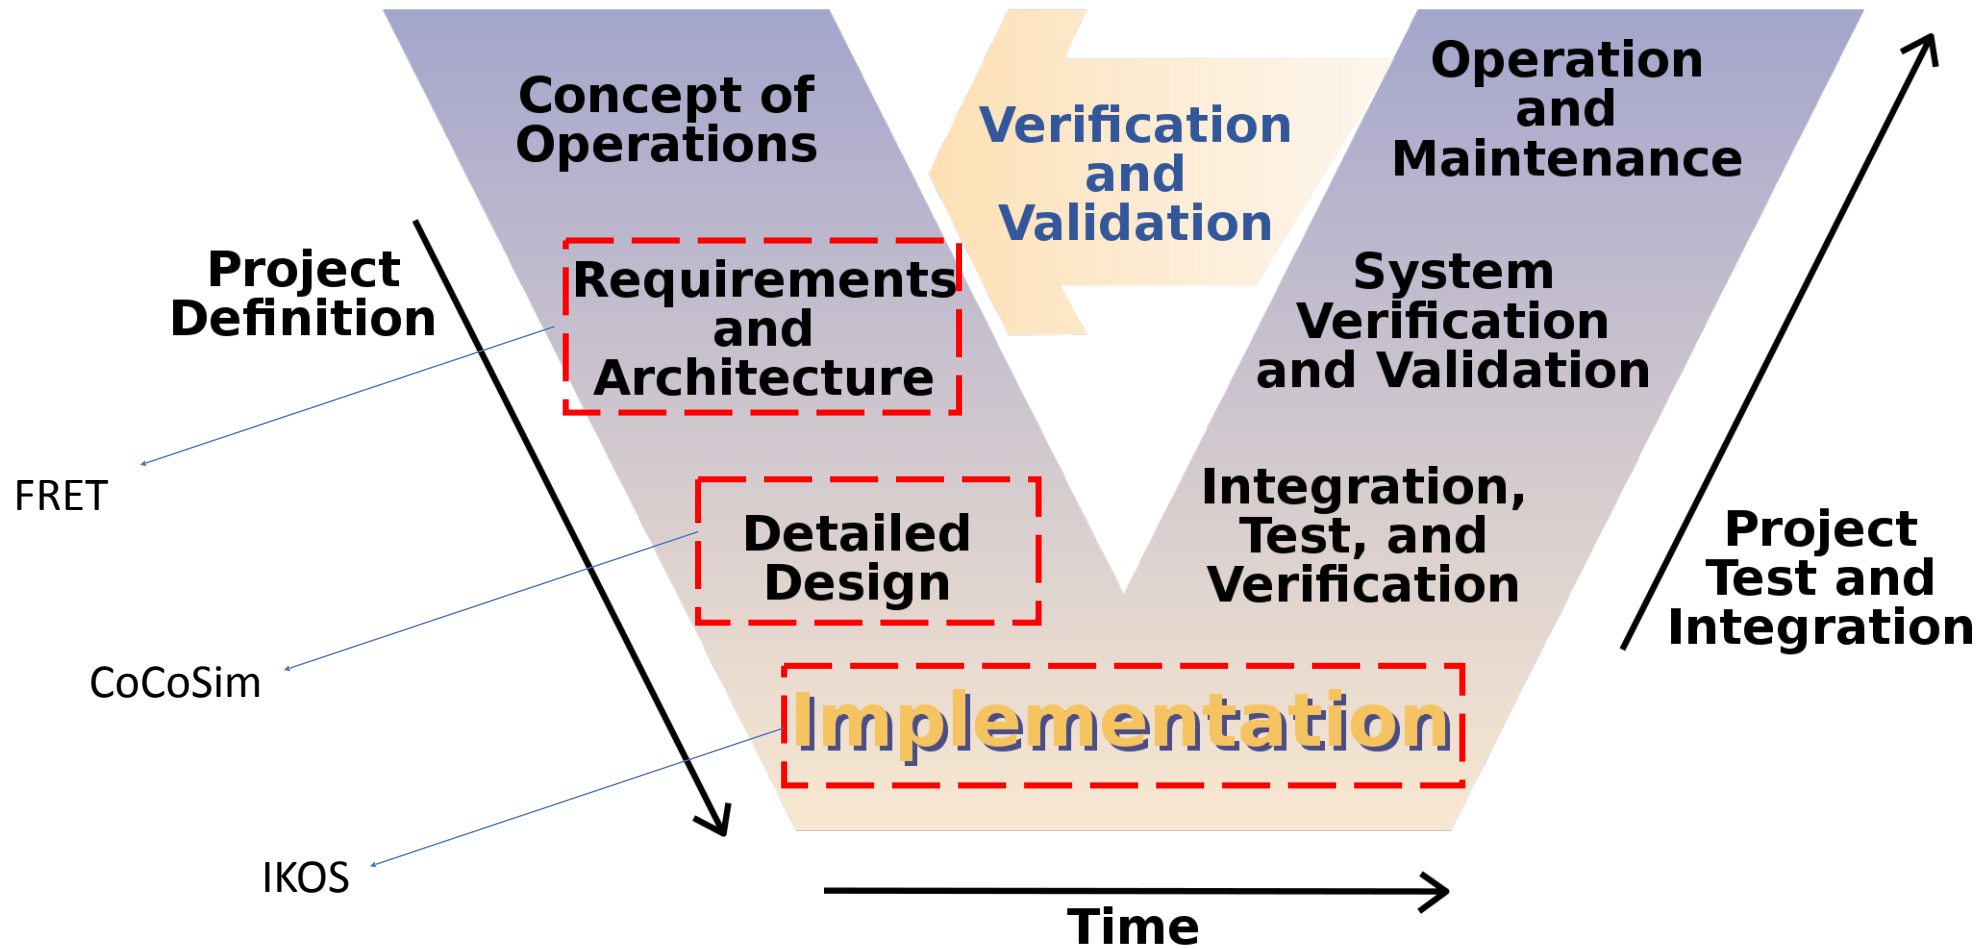 Concept of
Operations
Verification
and
Validation
Operation
and
Maintenance
Project
Definition
Requirements
and
Architecture
System
Verification
and Validation
FRET
Detailed
Design
Integration,
Test, and
Verification
Project
Test and
Integration
CoCoSim
Implementation
IKOS
Time